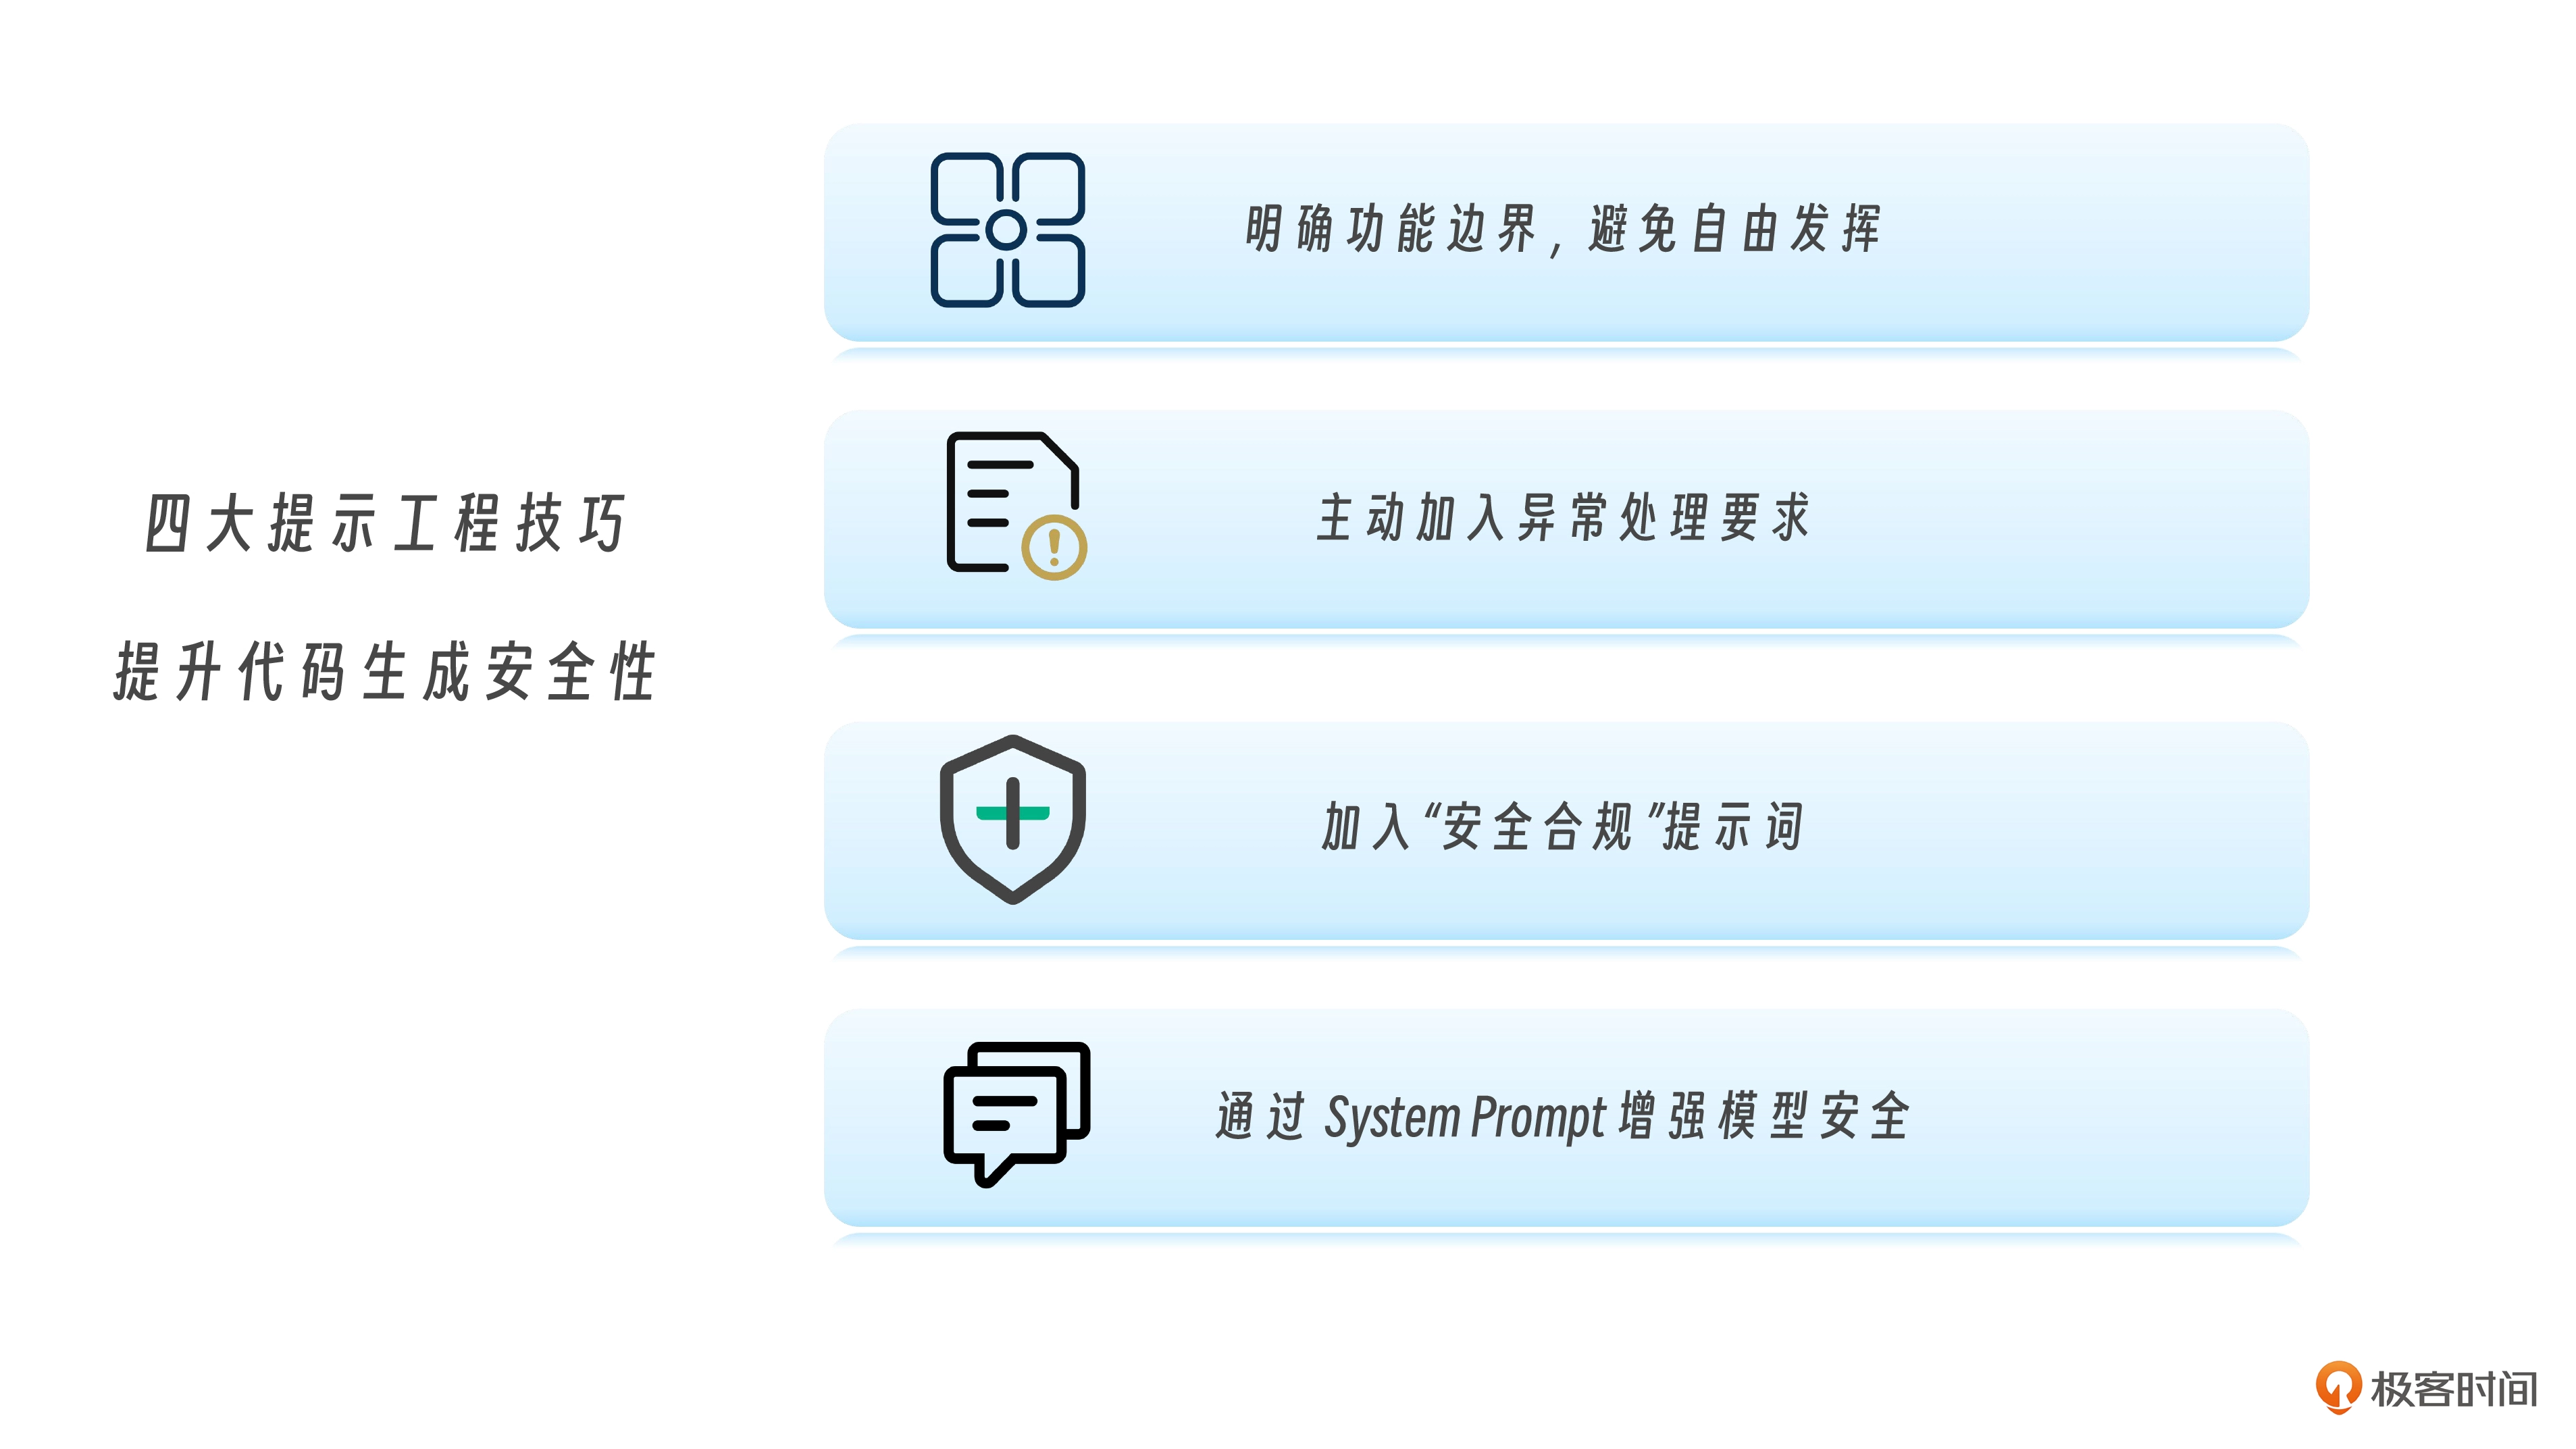 四大提示工程技巧
提升代码生成安全性
明确功能边界，避免自由发挥
主动加入异常处理要求
加入“安全合规”提示词
通过 System Prompt 增强模型安全
极客时间